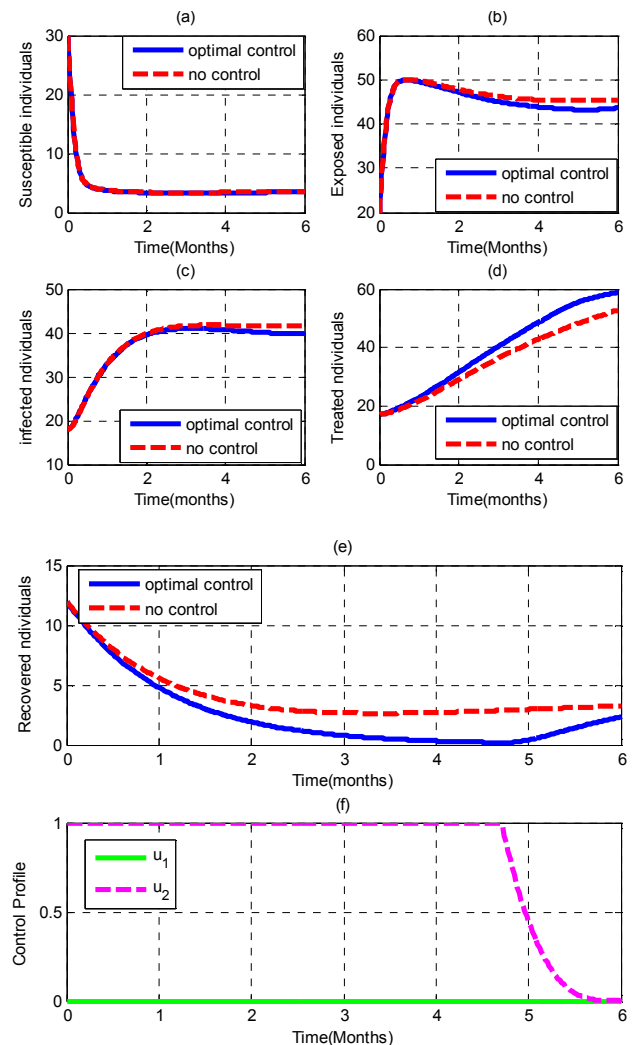 (a)
Susceptible individuals
30
20
10
0
optimal control
no control
0 2 4 6
Time(Months)
(b)
Exposed individuals
60
50
40
30
20
optimal control
no control
0 2 4 6
Time(Months)
(c)
infected ndividuals
50
40
30
20
10
optimal control
no control
0 2 4 6
Time(months)
(d)
Treated ndividuals
60
40
20
0
optimal control
no control
0 2 4 6
Time(months)
(e)
Recovered ndividuals
15
10
5
0
optimal control
no control
0 1 2 3 4 5 6
Time(months)
(f)
Control Profile
1
0.5
0
u1
u2
0 1 2 3 4 5 6
Time(Months)